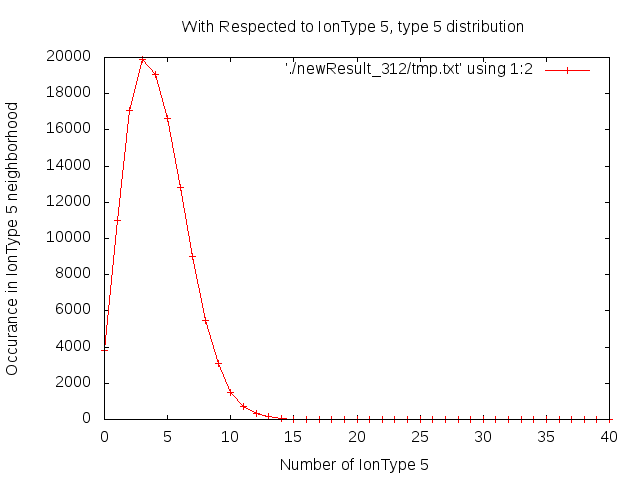 With Respected to IonType 5, type 5 distribution
'./newResult_312/tmp.txt' using 1:2
Occurance in IonType 5 neighborhood
20000
18000
16000
14000
12000
10000
8000
6000
4000
2000
0
0 5 10 15 20 25 30 35 40
Number of IonType 5